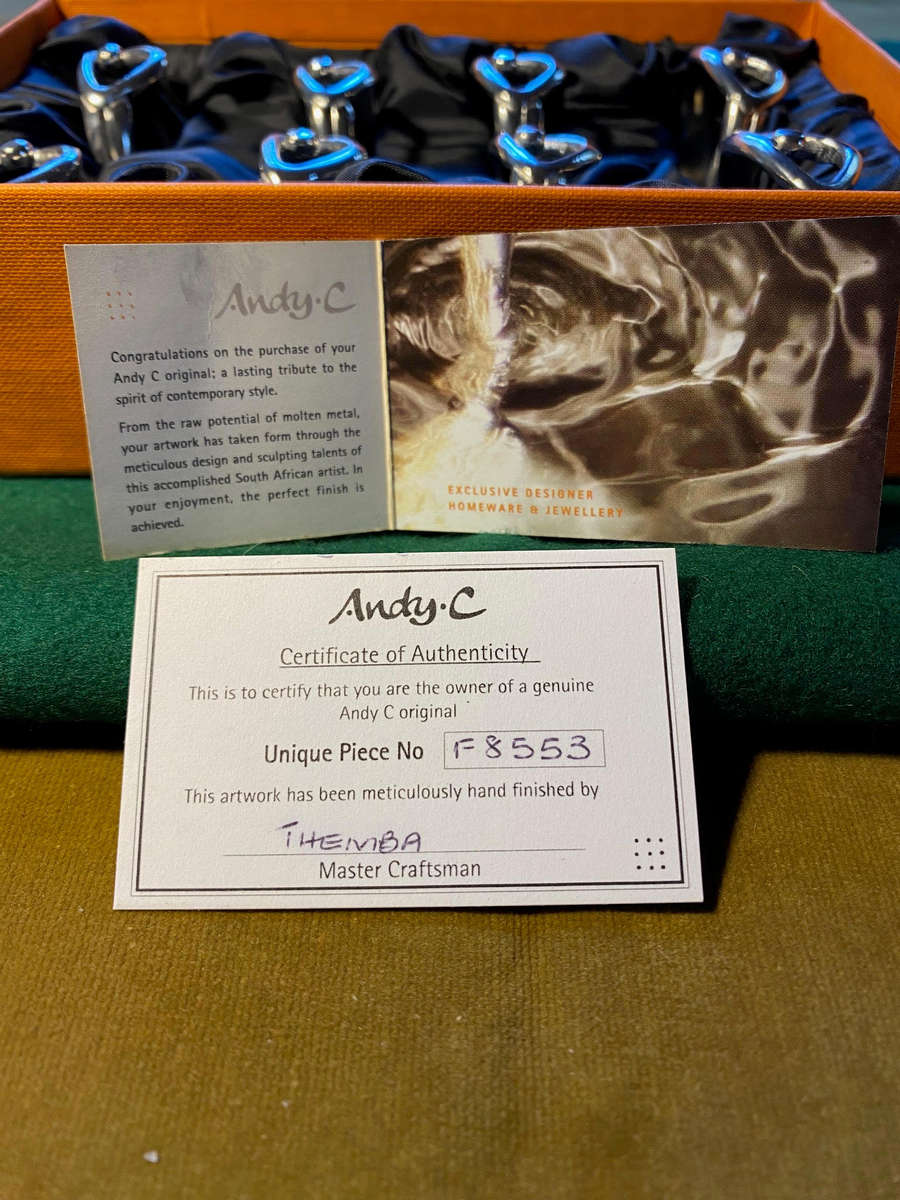 Andy·C
Congratulations on the purchase of your
Andy C original; a lasting tribute to the
spirit of contemporary style.
From the raw potential of molten metal,
your artwork has taken form through the
meticulous design and sculpting talents of
this accomplished South African artist. In
your enjoyment, the perfect finish is
achieved.
EXCLUSIVE DESIGNER
HOMEWARE & JEWELLERY
Andy·C
Certificate of Authenticity
This is to certify that you are the owner of a genuine
Andy C original
Unique Piece No F8553
This artwork has been meticulously hand finished by
THEMBA
Master Craftsman